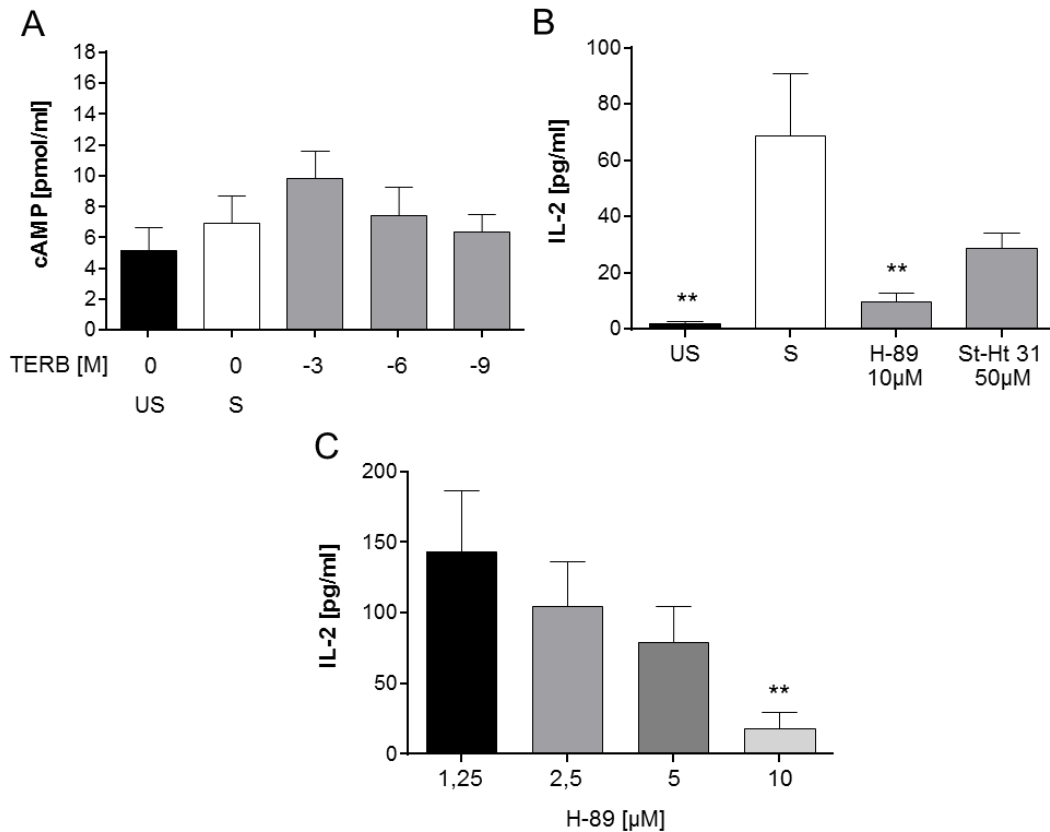 A
cAMP [pmol/ml]
18
16
14
12
10
8
6
4
2
0
TERB [M] 0 0 -3 -6 -9
US S
B
IL-2 [pg/ml]
100
80
60
40
20
0
** **
US S H-89 St-Ht 31
10µM 50µM
C
IL-2 [pg/ml]
200
150
100
50
0
**
1,25 2,5 5 10
H-89 [µM]